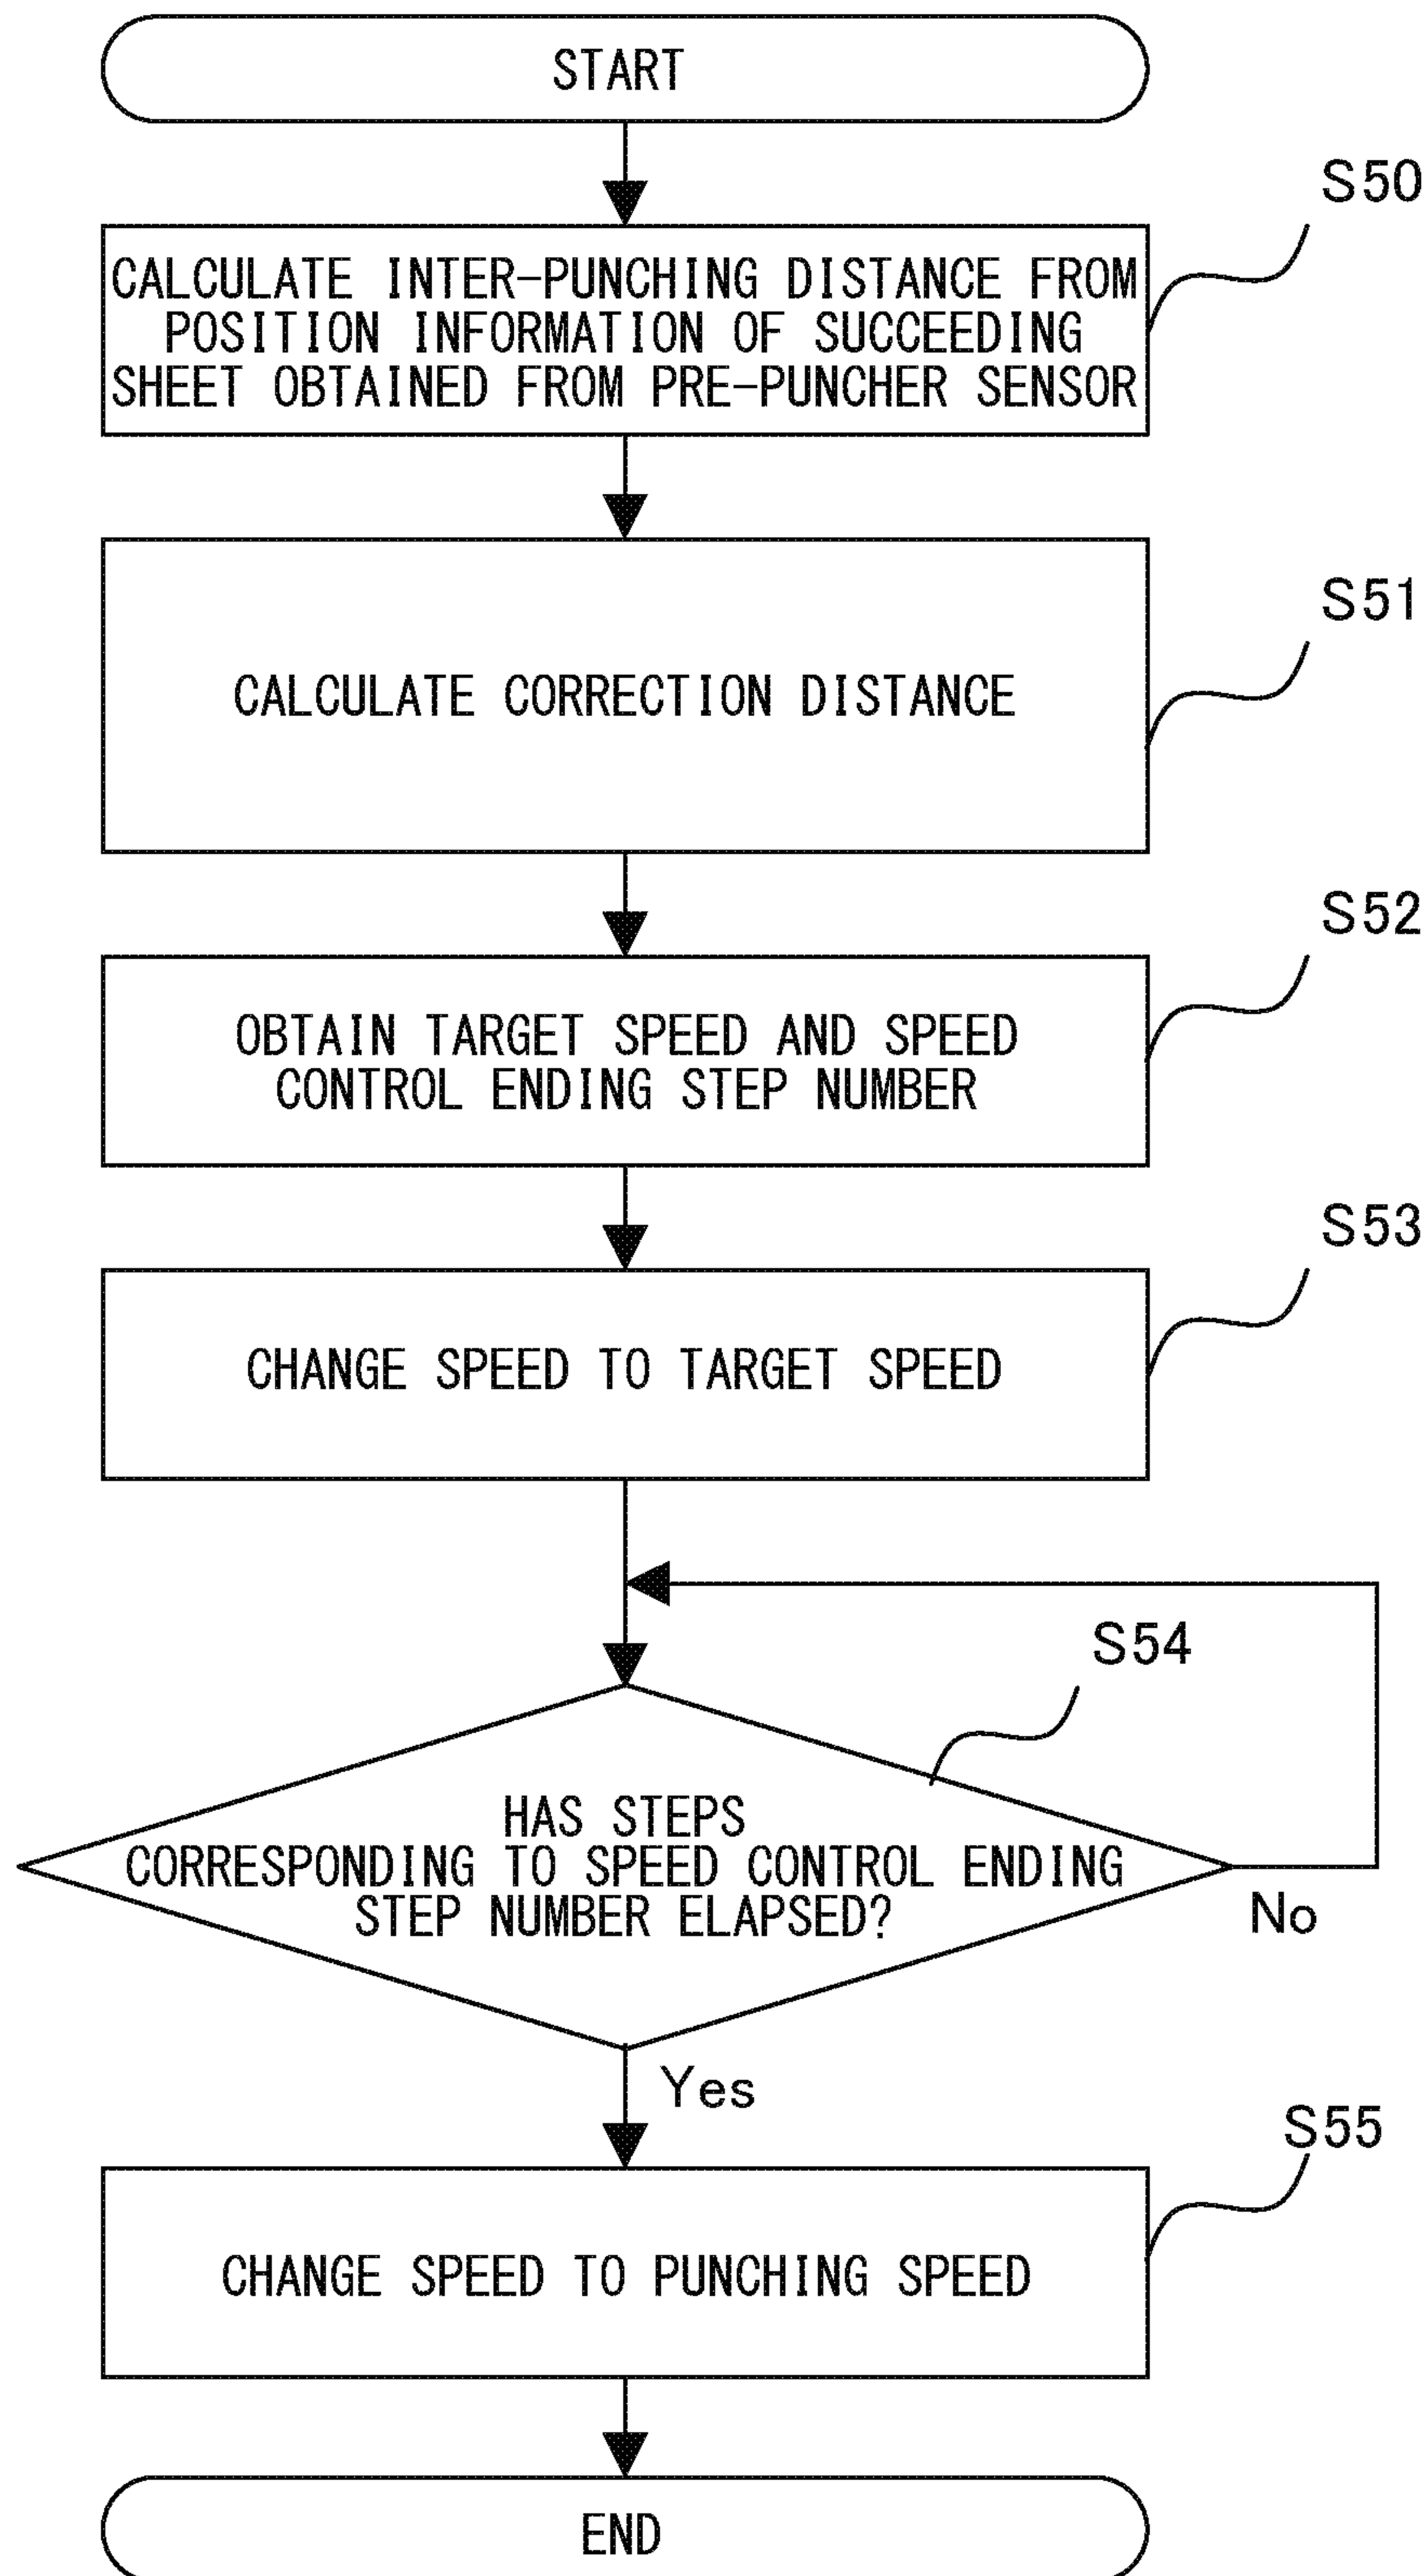 START
S50
CALCULATE INTER-PUNCHING DISTANCE FROM
POSITION INFORMATION OF SUCCEEDING
SHEET OBTAINED FROM PRE-PUNCHER SENSOR
S51
CALCULATE CORRECTION DISTANCE
S52
OBTAIN TARGET SPEED AND SPEED
CONTROL ENDING STEP NUMBER
S53
CHANGE SPEED TO TARGET SPEED
S54
HAS STEPS
CORRESPONDING TO SPEED CONTROL ENDING
STEP NUMBER ELAPSED?
No
Yes
S55
CHANGE SPEED TO PUNCHING SPEED
END